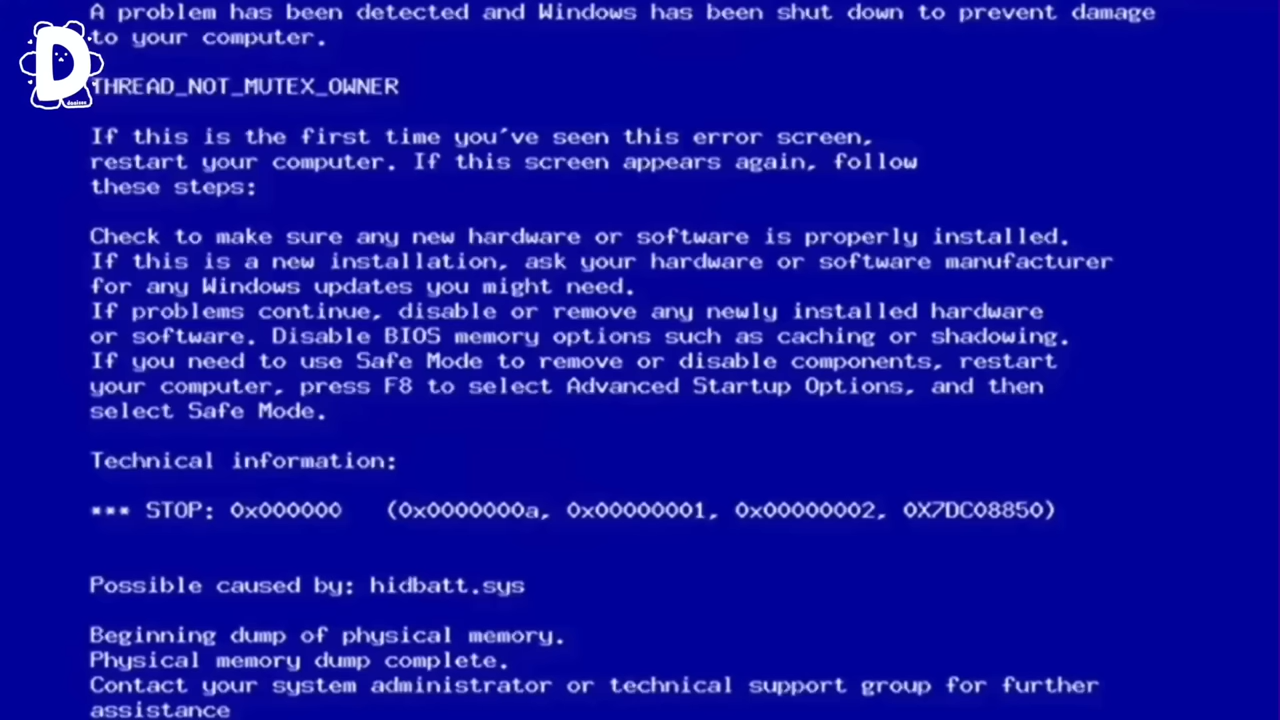 A problem has been detected and Windows has been shut down to prevent damage
to your computer.
D
THREAD_NOT_MUTEX_OWNER
If this is the first time you've seen this error screen,
restart your computer. If this screen appears again, follow
these steps:
Check to make sure any new hardware or software is properly installed.
If this is a new installation, ask your hardware or software manufacturer
for any Windows updates you might need.
If problems continue, disable or remove any newly installed hardware
or software. Disable BIOS memory options such as caching or shadowing.
If you need to use Safe Mode to remove or disable components, restart
your computer, press F8 to select Advanced Startup Options, and then
select Safe Mode.
Technical information:
*** STOP: 0x000000 (0x0000000a, 0x00000001, 0x00000002, 0X7DC08850)
Possible caused by: hidbatt.sys
Beginning dump of physical memory.
Physical memory dump complete.
Contact your system administrator or technical support group for further
assistance